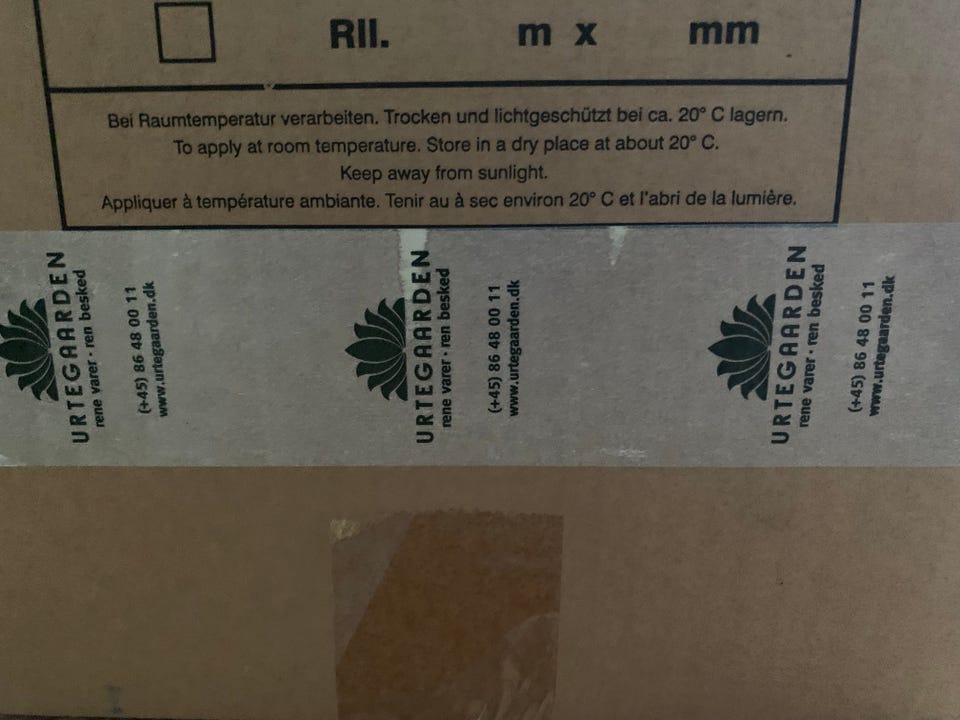 Rll. m x mm
Bei Raumtemperatur verarbeiten. Trocken und lichtgeschützt bei ca. 20° C lagern.
To apply at room temperature. Store in a dry place at about 20° C.
Keep away from sunlight.
Appliquer à température ambiante. Tenir au à sec environ 20° C et l'abri de la lumière.
URTEGAARDEN
rene varer · ren besked
(+45) 86 48 00 11
www.urtegaarden.dk
URTEGAARDEN
rene varer · ren besked
(+45) 86 48 00 11
www.urtegaarden.dk
URTEGAARDEN
rene varer · ren besked
(+45) 86 48 00 11
www.urtegaarden.dk